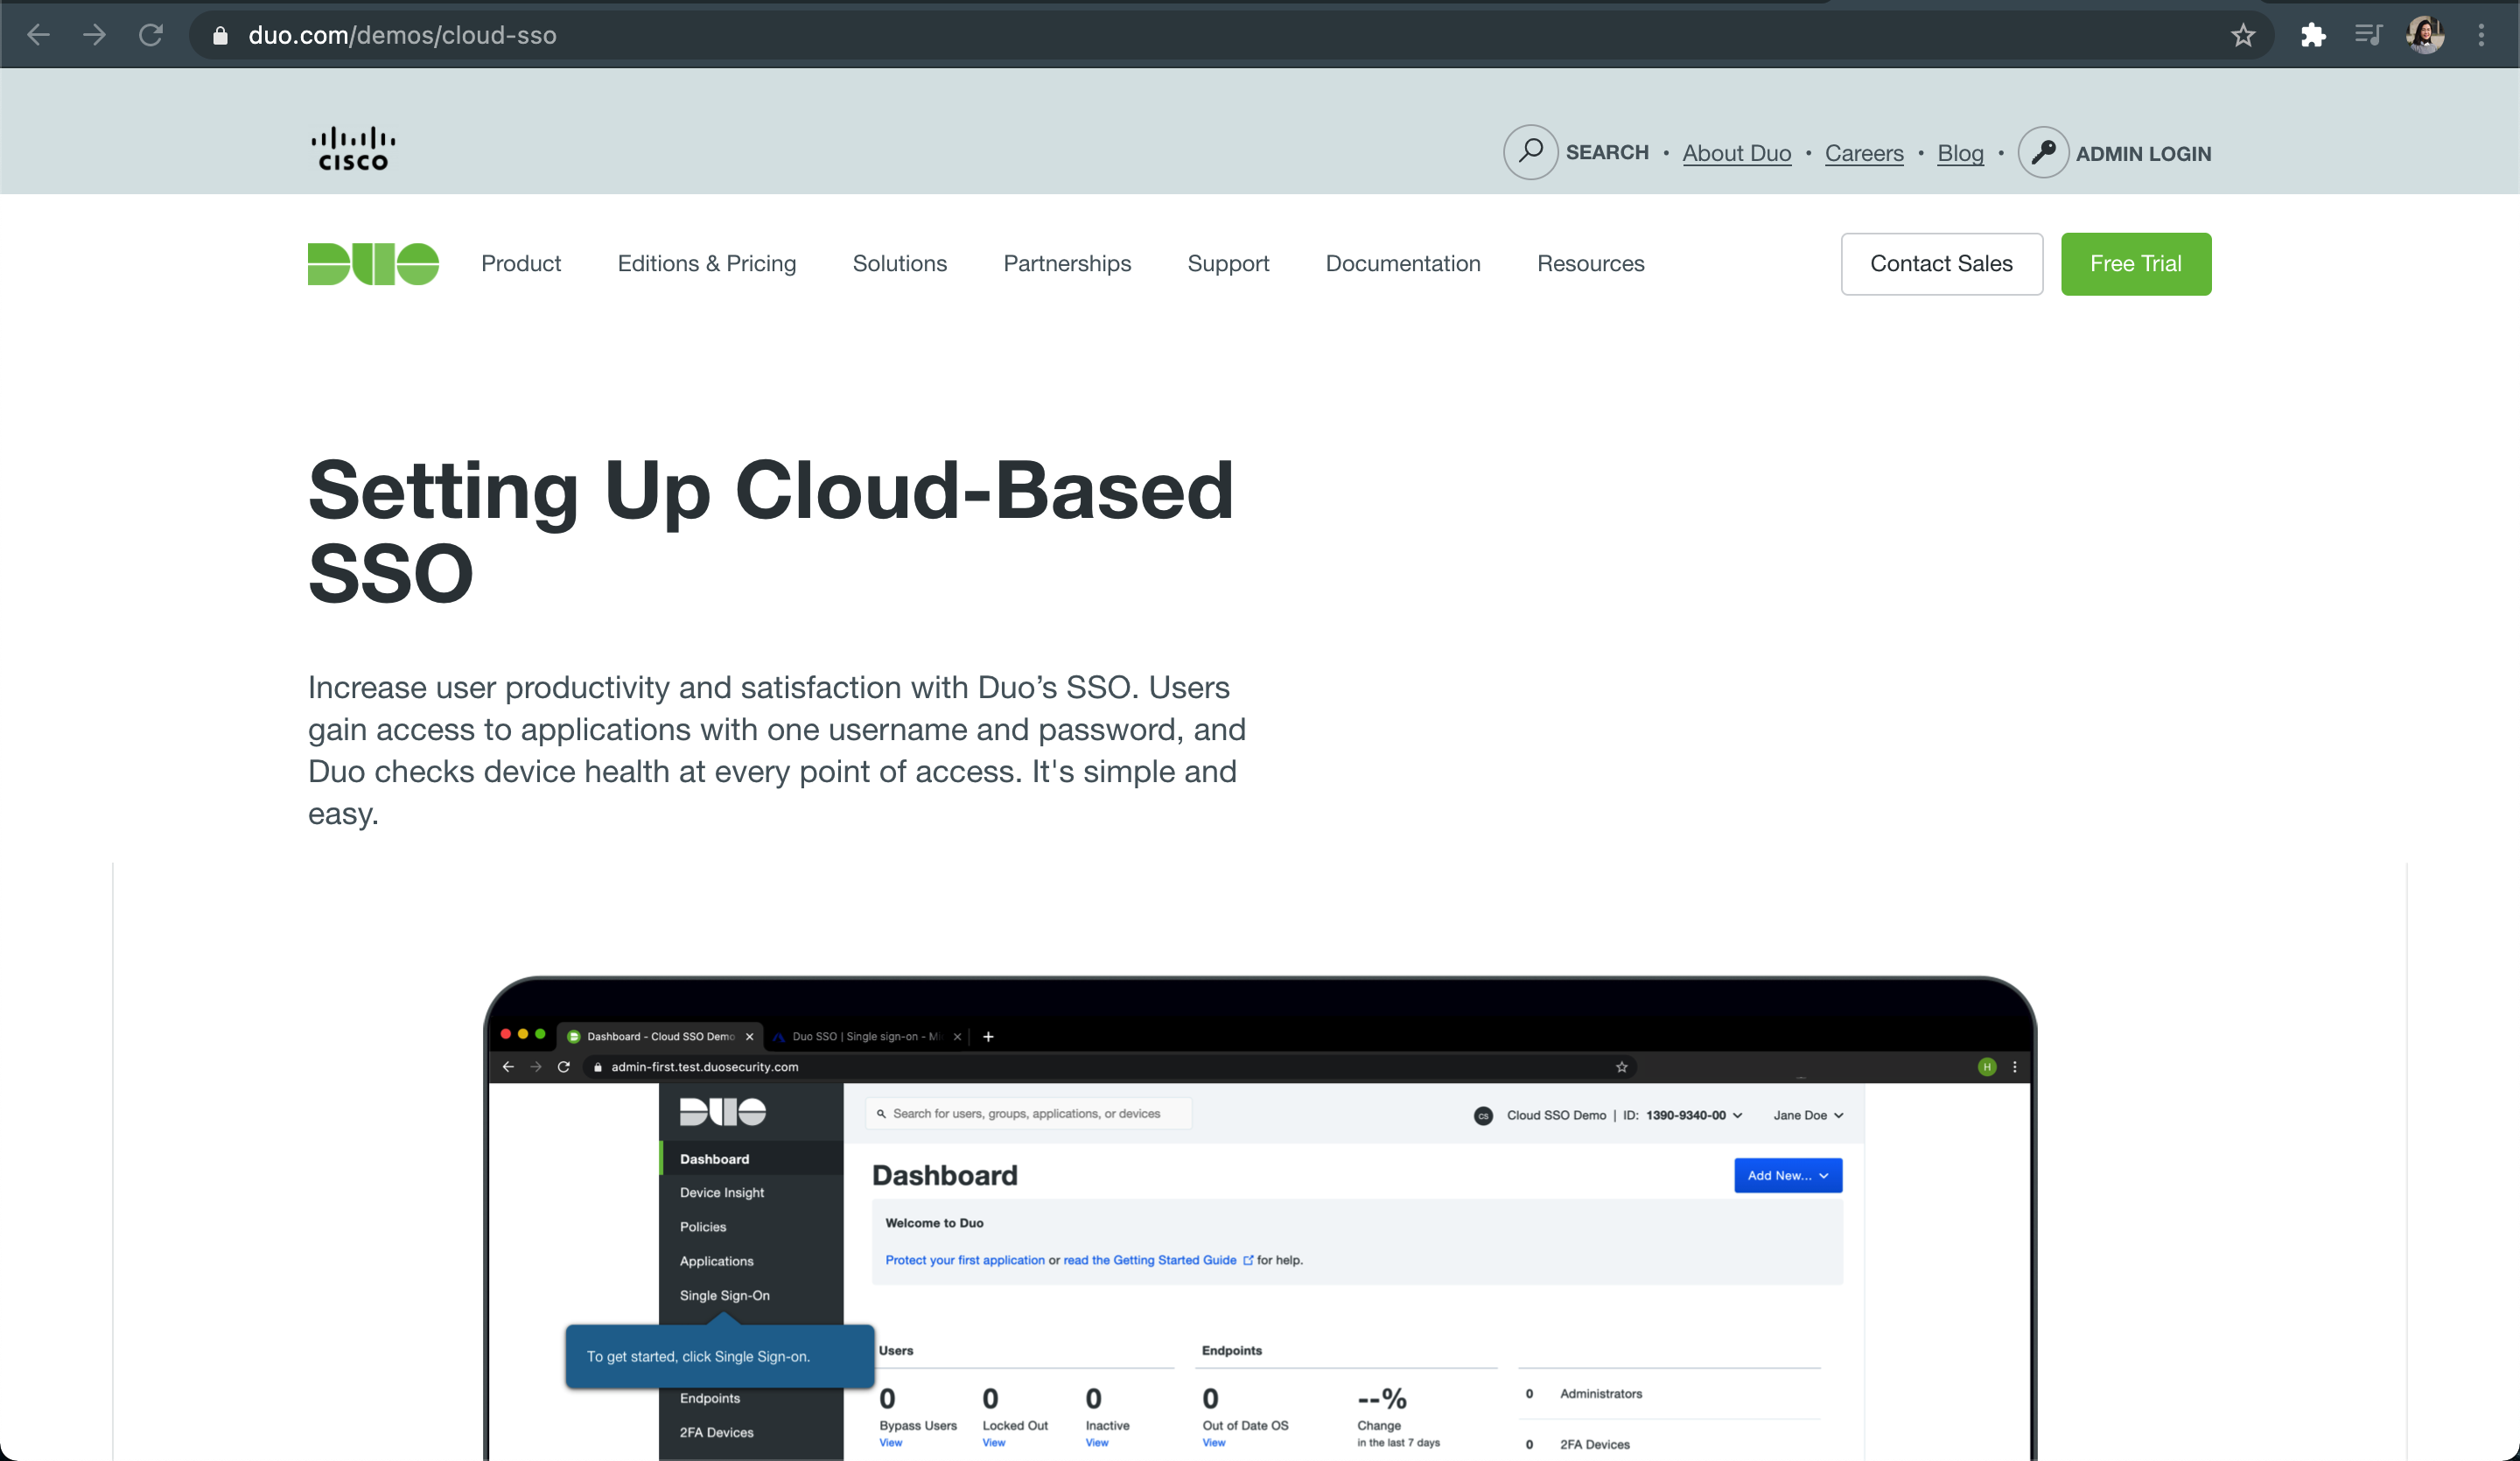 duo.com/demos/cloud-sso
CISCO
SEARCH • About Duo • Careers • Blog • ADMIN LOGIN
DUO Product Editions & Pricing Solutions Partnerships Support Documentation Resources Contact Sales Free Trial
Setting Up Cloud-Based
SSO
Increase user productivity and satisfaction with Duo’s SSO. Users
gain access to applications with one username and password, and
Duo checks device health at every point of access. It's simple and
easy.
Dashboard - Cloud SSO Demo Duo SSO | Single sign-on - Mi
admin-first.test.duosecurity.com H
DUO Search for users, groups, applications, or devices CS Cloud SSO Demo | ID: 1390-9340-00 Jane Doe
Dashboard
Device Insight
Policies
Applications
Single Sign-On
To get started, click Single Sign-on.
Endpoints
2FA Devices
Dashboard Add New...
Welcome to Duo
Protect your first application or read the Getting Started Guide for help.
Users
0 0 0
Bypass Users Locked Out Inactive
View View View
Endpoints
0 --%
Out of Date OS Change
View in the last 7 days
0 Administrators
0 2FA Devices